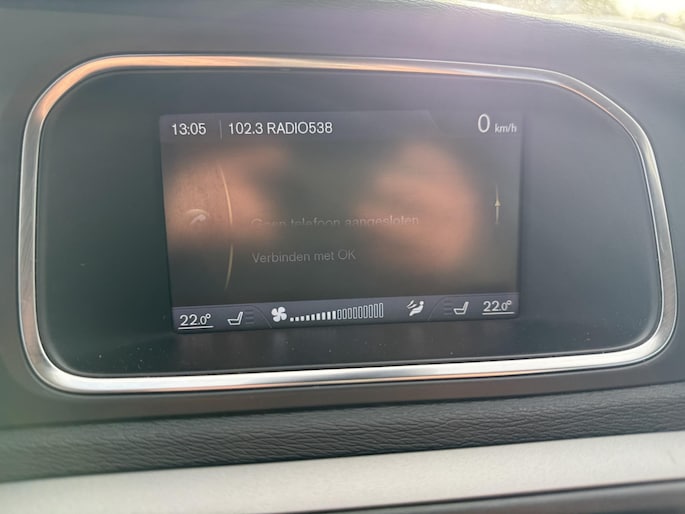 13:05 102.3 RADIO538 0 km/h
Geen telefoon aangesloten
Verbinden met OK
22.0° 22.0°